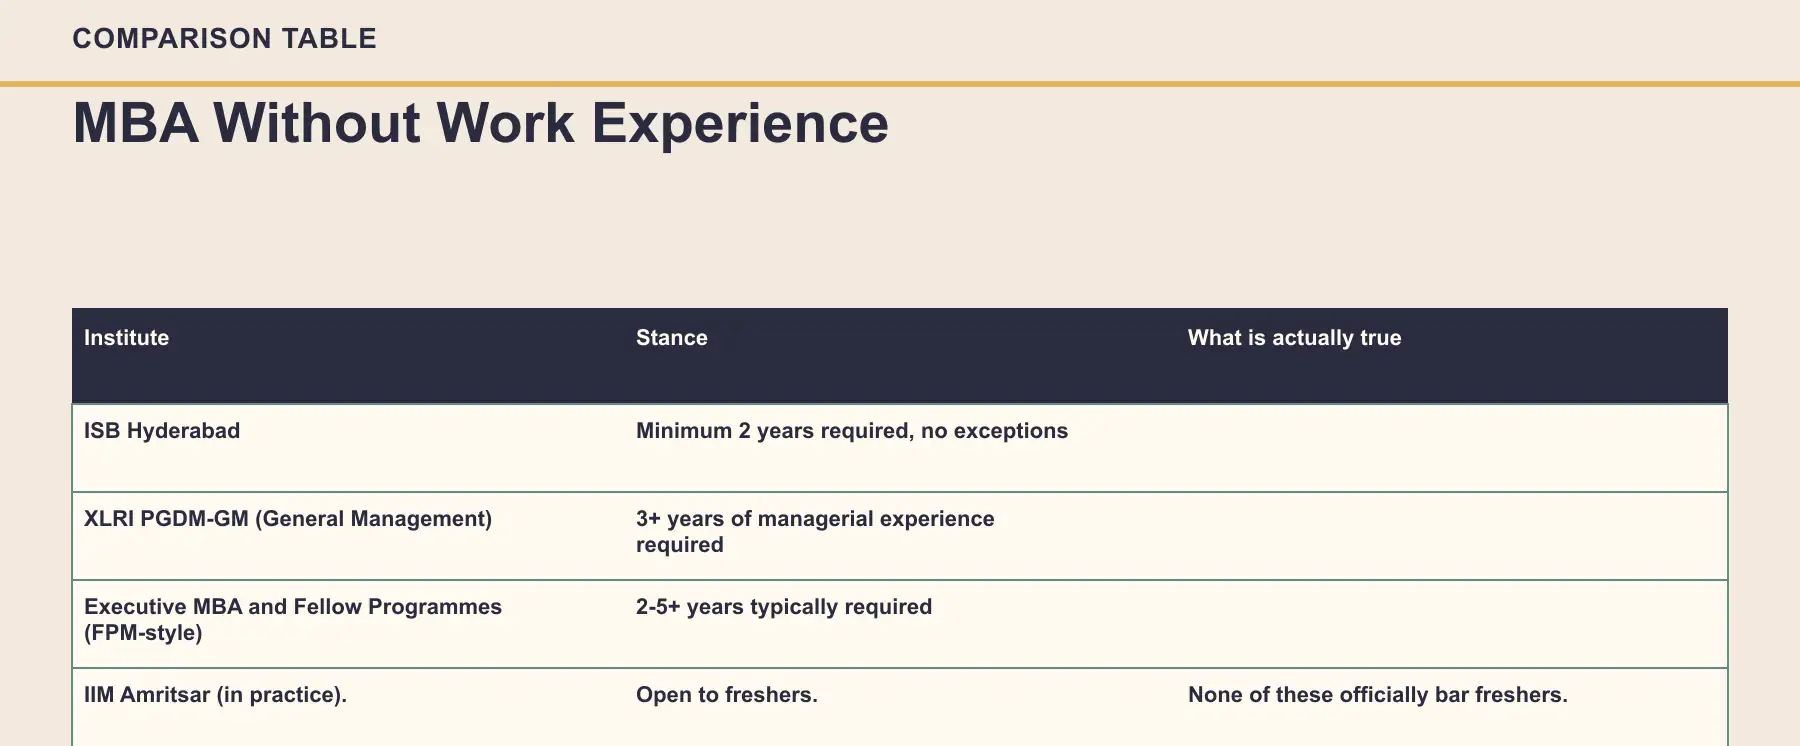 COMPARISON TABLE
MBA Without Work Experience
Institute
Stance
What is actually true
ISB Hyderabad
Minimum 2 years required, no exceptions
XLRI PGDM-GM (General Management)
3+ years of managerial experience
required
Executive MBA and Fellow Programmes
(FPM-style)
2-5+ years typically required
IIM Amritsar (in practice).
Open to freshers.
None of these officially bar freshers.